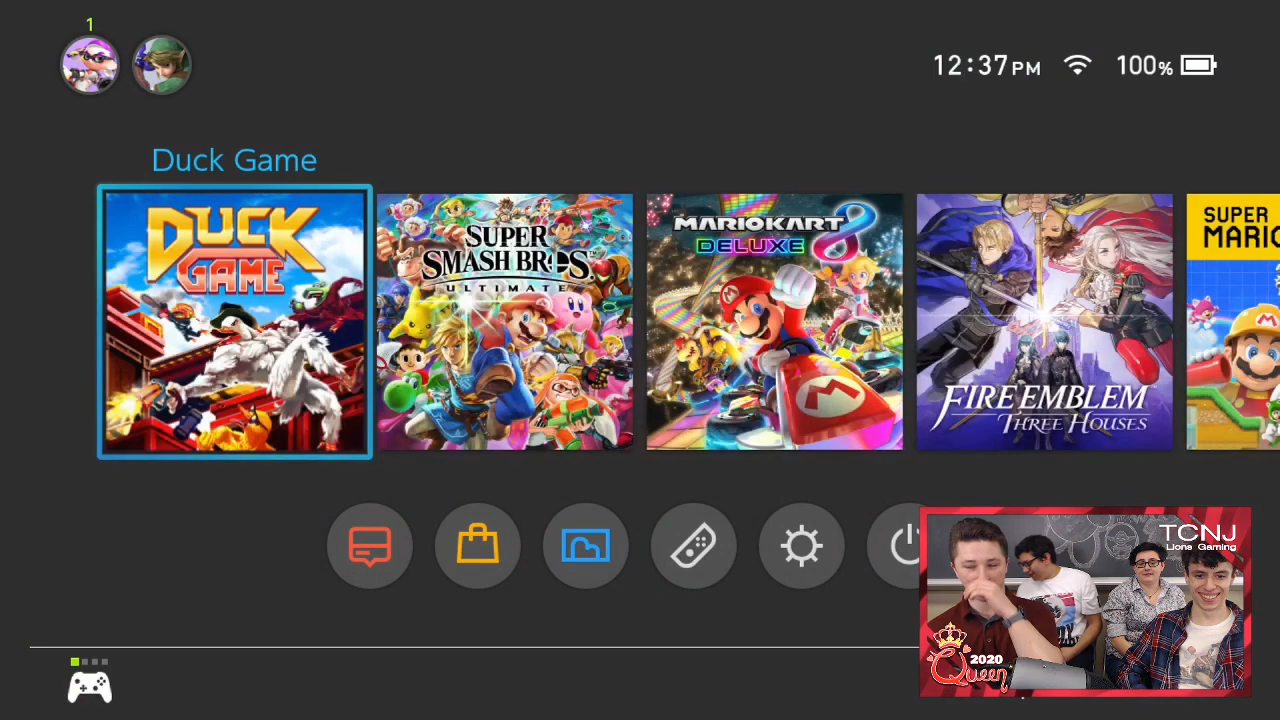 1
12:37PM
100%
Duck Game
DUCK
GAME
SUPER
SMASH BROS.
ULTIMATE
MARIOKART 8
DELUXE
FIRE EMBLEM
THREE HOUSES
SUPER
MARIO
TCNJ
Lions Gaming
2020
Queen